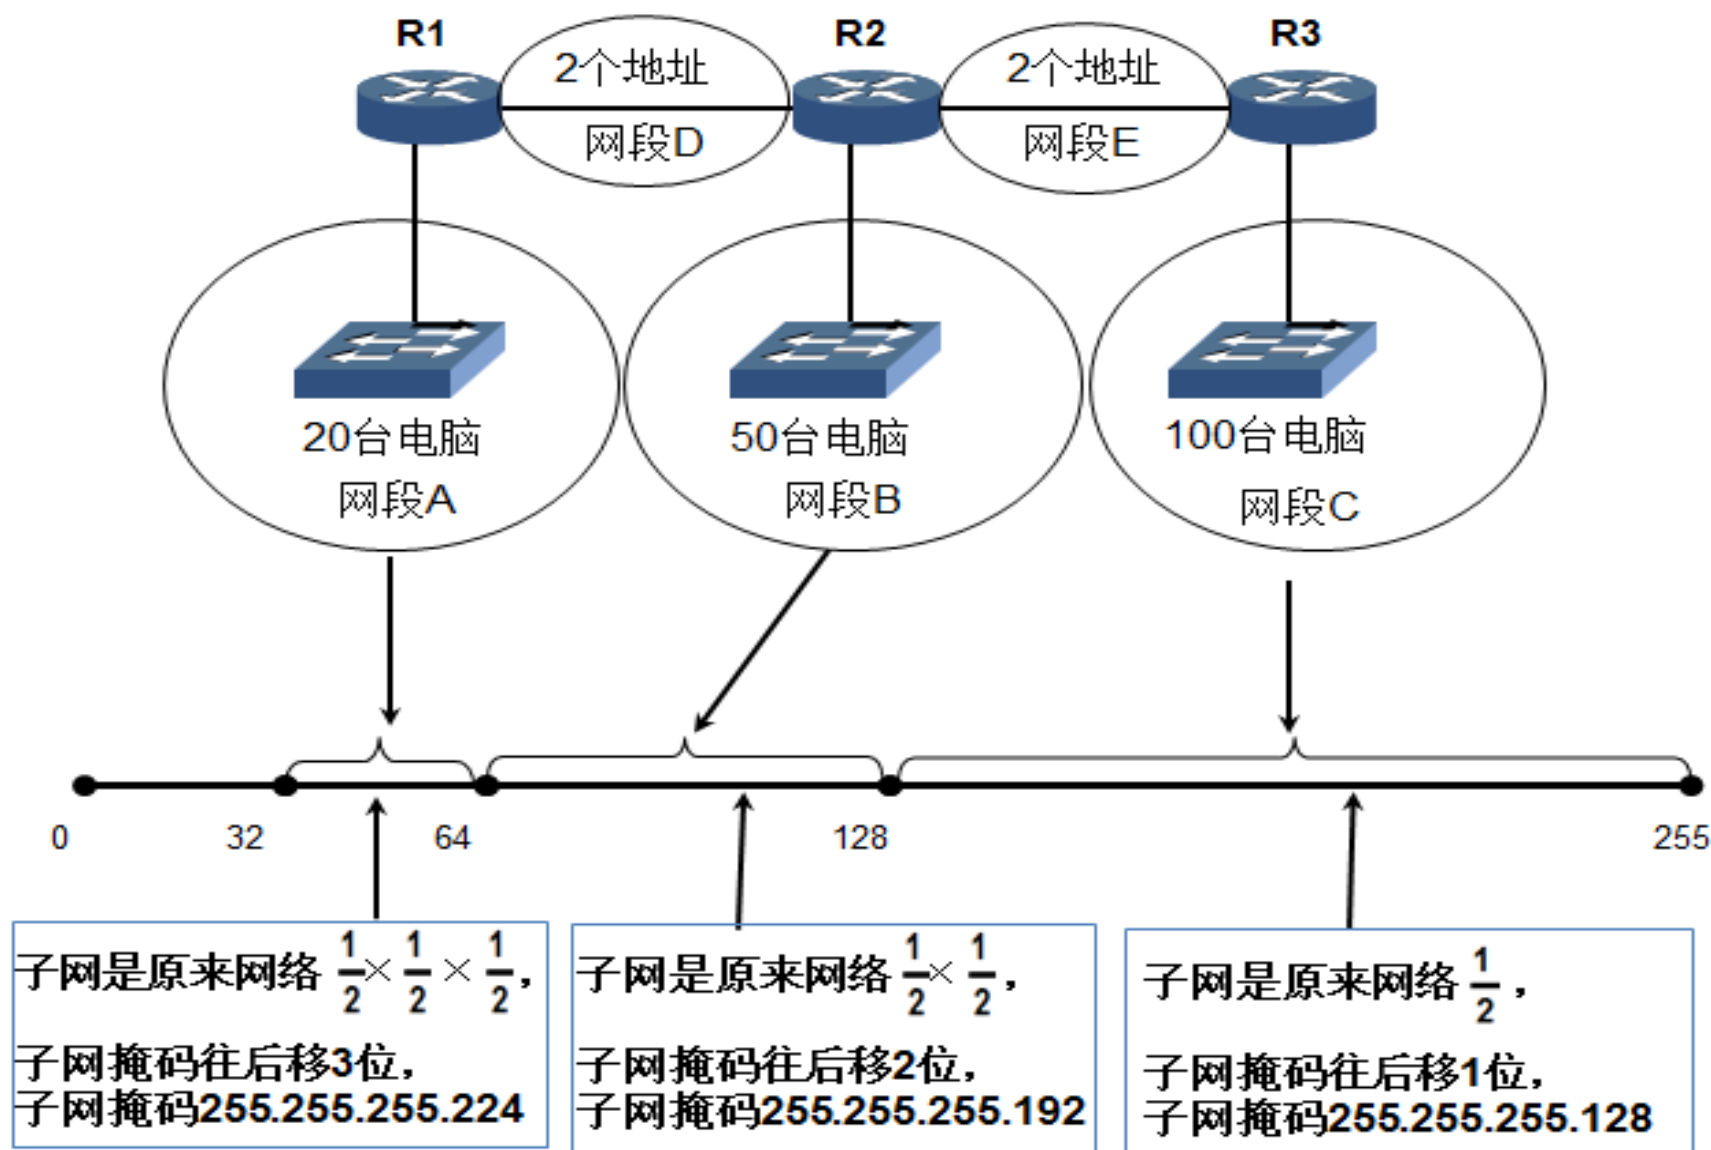 R1
R2
R3
2个地址
2个地址
网段D
网段E
20台电脑
50台电脑
100台电脑
网段A
网段B
网段C
0
32
64
128
255
子网是原来网络 1/2 × 1/2 × 1/2，
子网掩码往后移3位，
子网掩码255.255.255.224
子网是原来网络 1/2 × 1/2，
子网掩码往后移2位，
子网掩码255.255.255.192
子网是原来网络 1/2，
子网掩码往后移1位，
子网掩码255.255.255.128